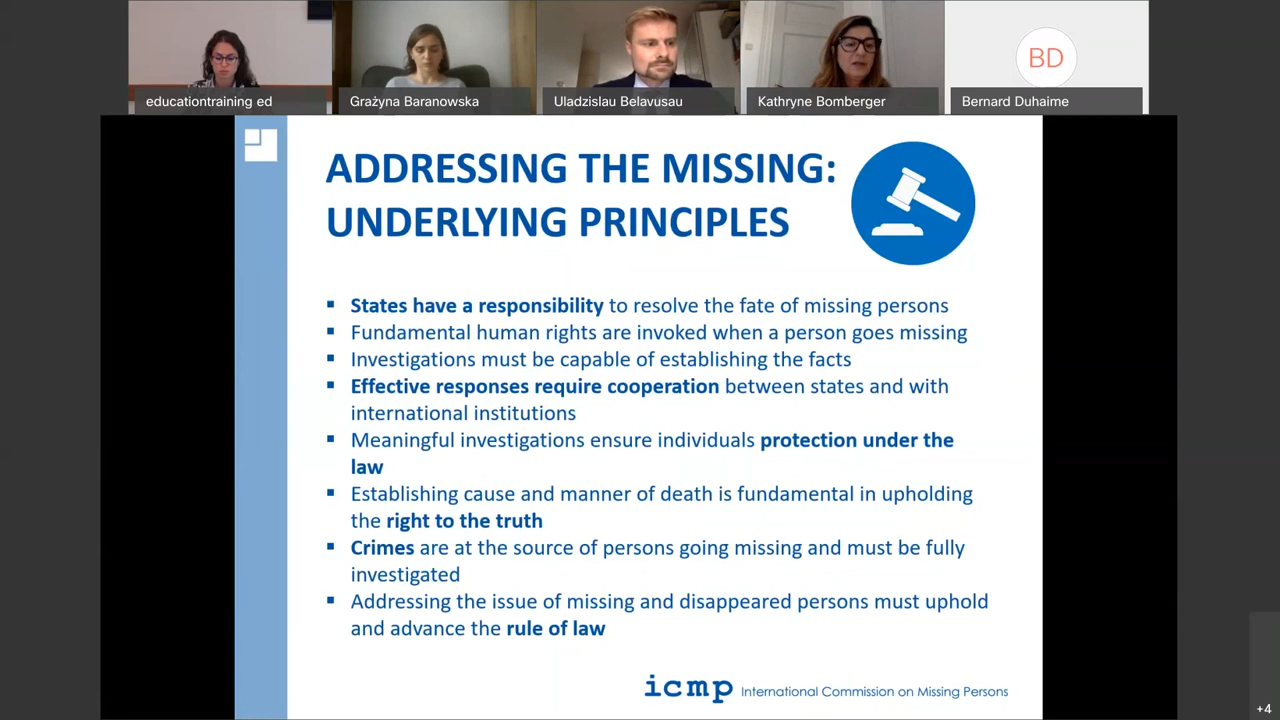 educationtraining ed
Grażyna Baranowska
Uladzislau Belavusau
Kathryne Bomberger
BD
Bernard Duhaime
ADDRESSING THE MISSING:
UNDERLYING PRINCIPLES
▪ States have a responsibility to resolve the fate of missing persons
▪ Fundamental human rights are invoked when a person goes missing
▪ Investigations must be capable of establishing the facts
▪ Effective responses require cooperation between states and with
international institutions
▪ Meaningful investigations ensure individuals protection under the
law
▪ Establishing cause and manner of death is fundamental in upholding
the right to the truth
▪ Crimes are at the source of persons going missing and must be fully
investigated
▪ Addressing the issue of missing and disappeared persons must uphold
and advance the rule of law
icmp International Commission on Missing Persons
+4